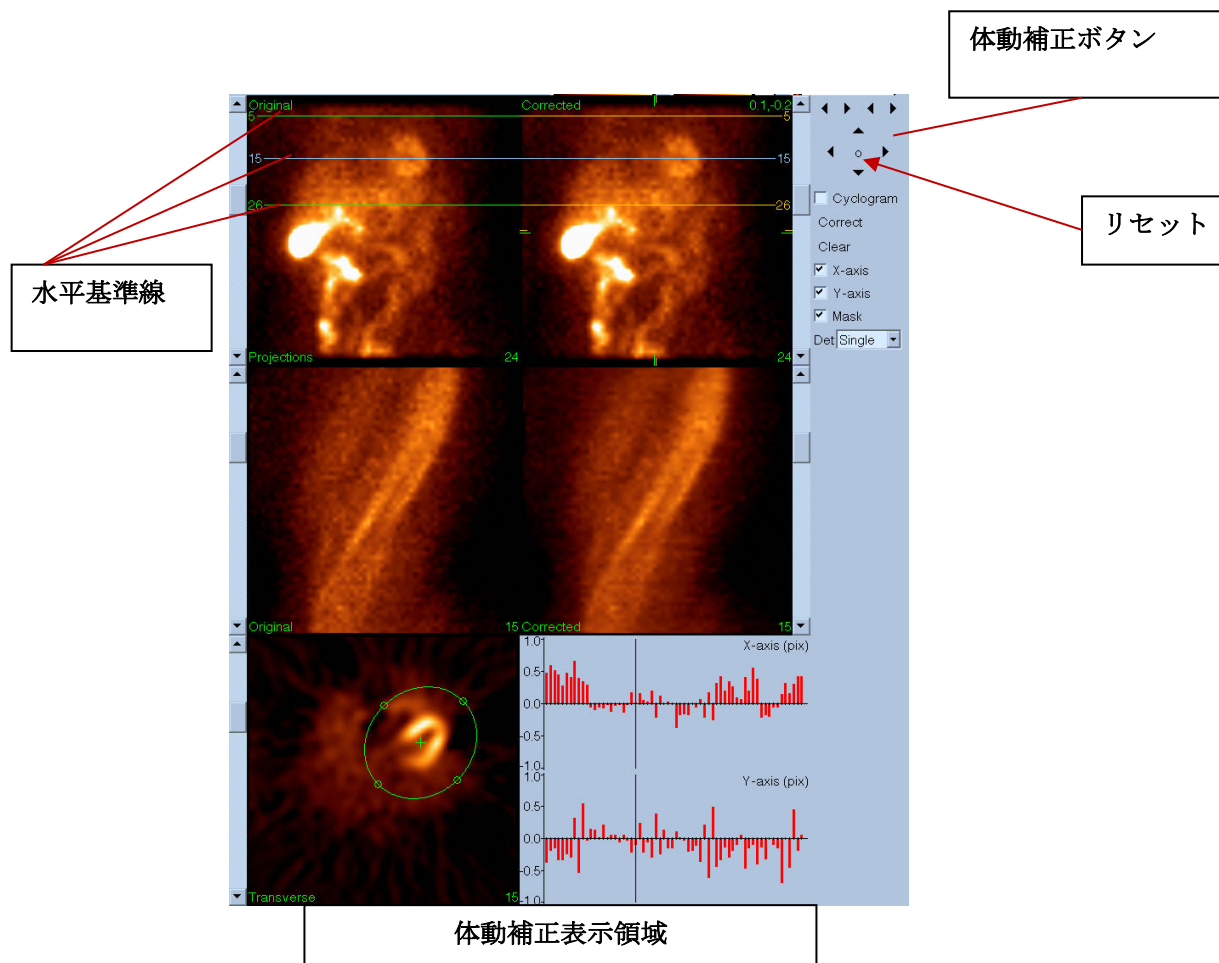 体動補正ボタン
Original
Corrected
0.1,-0.2
5
5
15
15
26
26
Cyclogram
リセット
Correct
Clear
X-axis
水平基準線
Y-axis
Mask
Det Single
Projections
24
24
Original
15 Corrected
15
1.0
X-axis (pix)
0.5
0.0
-0.5
-1.0
1.0
Y-axis (pix)
0.5
0.0
-0.5
-1.0
Transverse
15
体動補正表示領域